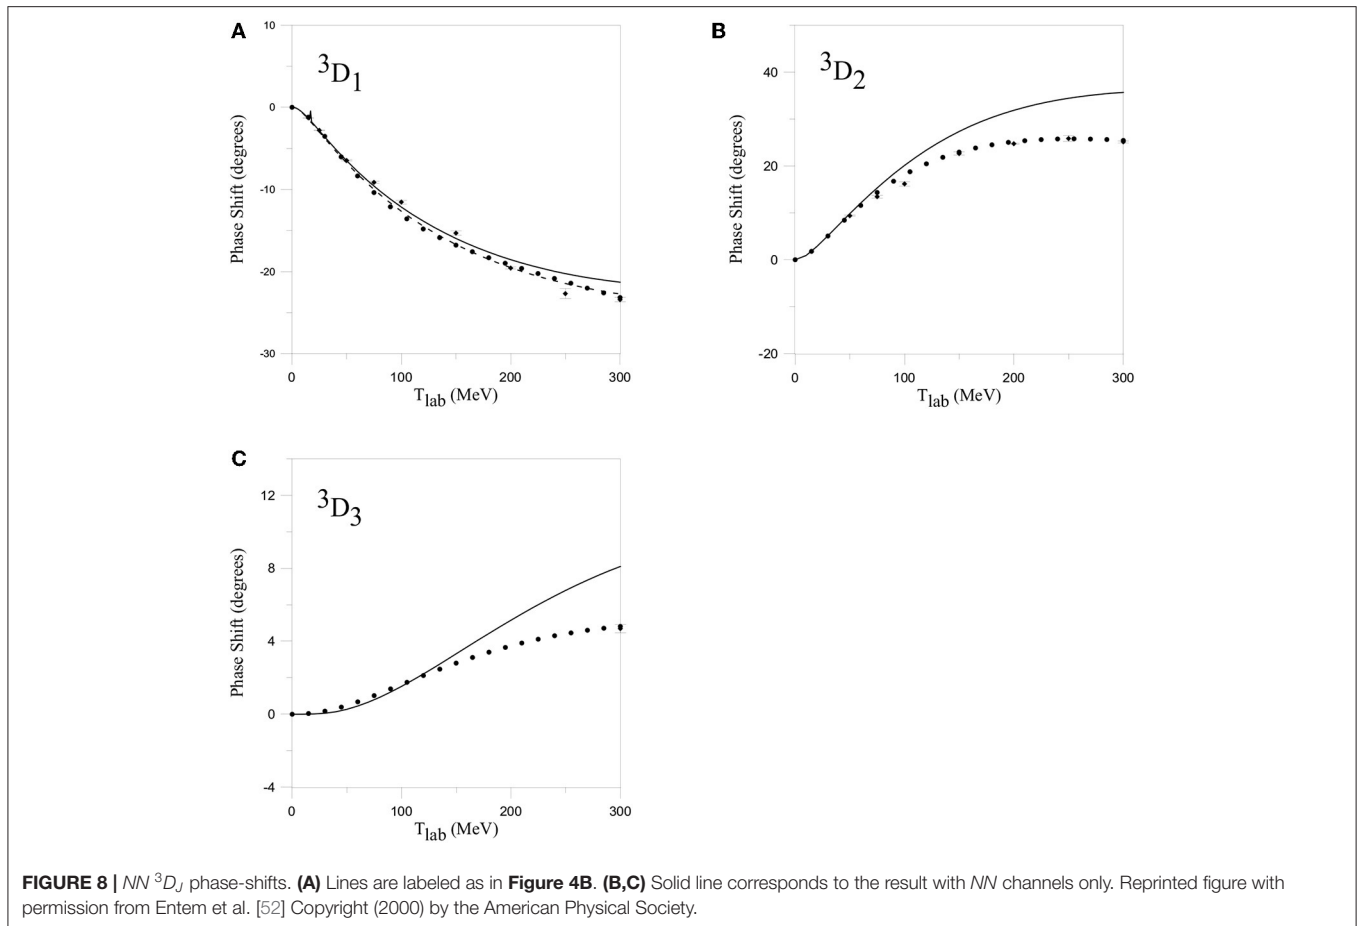 A
B
³D₁
³D₂
10
0
-10
-20
-30
Phase Shift (degrees)
0 100 200 300
T_lab (MeV)
40
20
0
-20
Phase Shift (degrees)
0 100 200 300
T_lab (MeV)
C
³D₃
12
8
4
0
-4
Phase Shift (degrees)
0 100 200 300
T_lab (MeV)
FIGURE 8 | NN ³D_J phase-shifts. (A) Lines are labeled as in Figure 4B. (B,C) Solid line corresponds to the result with NN channels only. Reprinted figure with
permission from Entem et al. [52] Copyright (2000) by the American Physical Society.